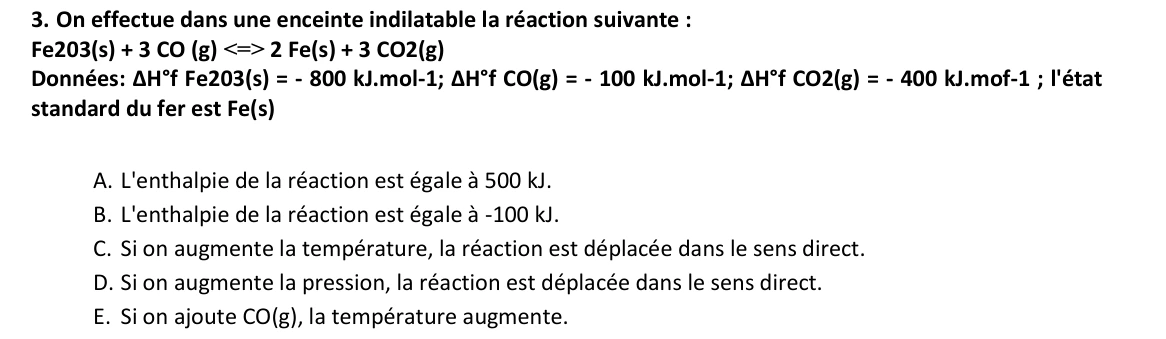 3. On effectue dans une enceinte indilatable la réaction suivante :
Fe203(s) + 3 CO (g) <=> 2 Fe(s) + 3 CO2(g)
Données: ΔH°f Fe203(s) = - 800 kJ.mol-1; ΔH°f CO(g) = - 100 kJ.mol-1; ΔH°f CO2(g) = - 400 kJ.mof-1 ; l'état
standard du fer est Fe(s)
A. L'enthalpie de la réaction est égale à 500 kJ.
B. L'enthalpie de la réaction est égale à -100 kJ.
C. Si on augmente la température, la réaction est déplacée dans le sens direct.
D. Si on augmente la pression, la réaction est déplacée dans le sens direct.
E. Si on ajoute CO(g), la température augmente.